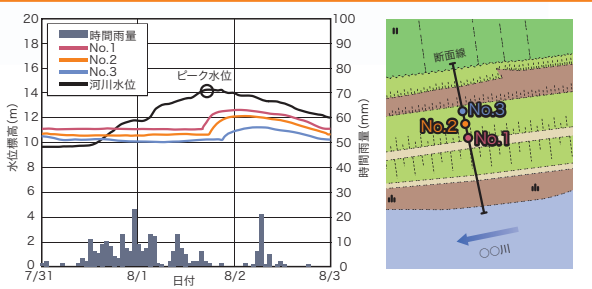 20
18
16
14
12
10
8
6
4
2
0
水位標高(m)
時間雨量
No.1
No.2
No.3
河川水位
ピーク水位
100
90
80
70
60
50
40
30
20
10
0
時間雨量(mm)
7/31
8/1
8/2
8/3
日付
断面線
No.3
No.2
No.1
○○川